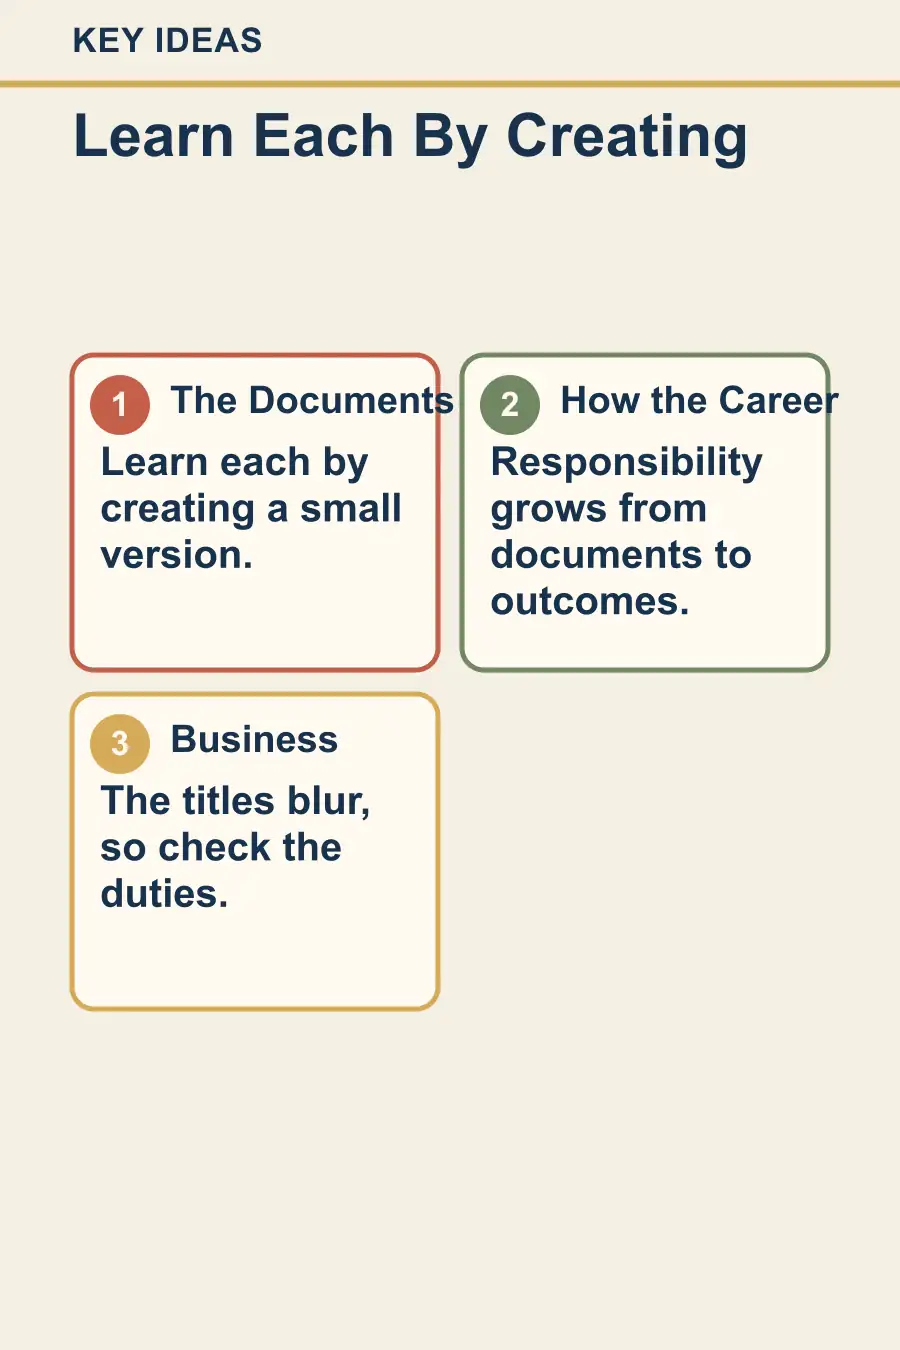 KEY IDEAS
Learn Each By Creating
1 The Documents
Learn each by
creating a small
version.
2 How the Career
Responsibility
grows from
documents to
outcomes.
3 Business
The titles blur,
so check the
duties.